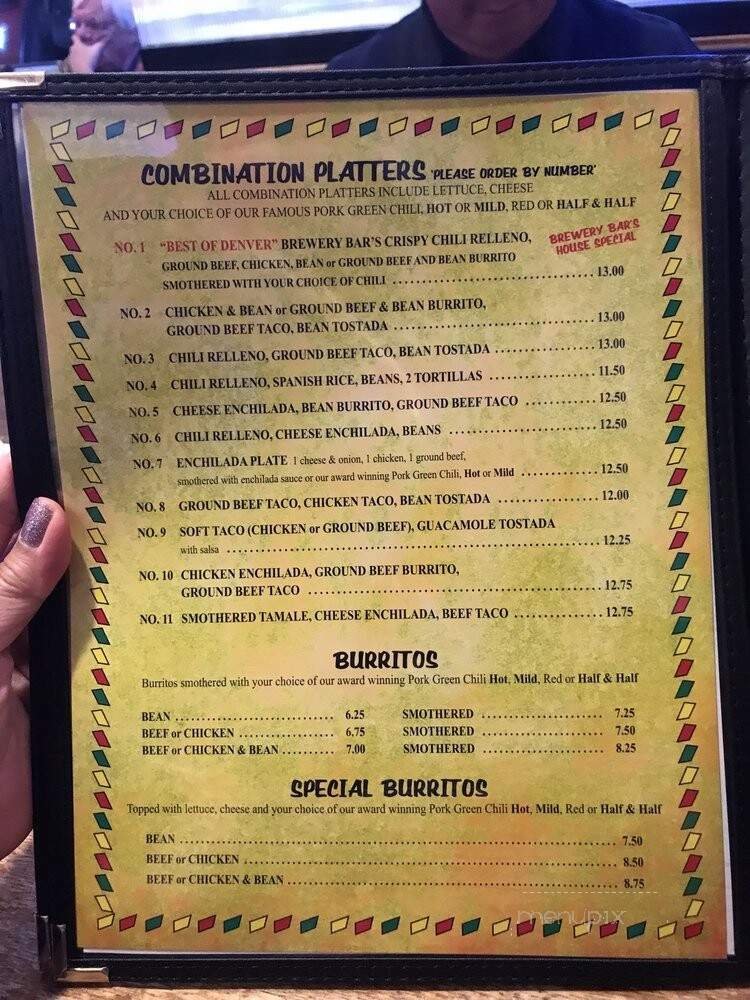 COMBINATION PLATTERS 'PLEASE ORDER BY NUMBER'
ALL COMBINATION PLATTERS INCLUDE LETTUCE, CHEESE
AND YOUR CHOICE OF OUR FAMOUS PORK GREEN CHILI, HOT OR MILD, RED OR HALF & HALF
NO. 1 "BEST OF DENVER" BREWERY BAR'S CRISPY CHILI RELLENO,
BREWERY BAR'S
HOUSE SPECIAL
GROUND BEEF, CHICKEN, BEAN or GROUND BEEF AND BEAN BURRITO
SMOTHERED WITH YOUR CHOICE OF CHILI ........ 13.00
NO. 2 CHICKEN & BEAN or GROUND BEEF & BEAN BURRITO,
GROUND BEEF TACO, BEAN TOSTADA ........ 13.00
NO. 3 CHILI RELLENO, GROUND BEEF TACO, BEAN TOSTADA ........ 13.00
NO. 4 CHILI RELLENO, SPANISH RICE, BEANS, 2 TORTILLAS ........ 11.50
NO. 5 CHEESE ENCHILADA, BEAN BURRITO, GROUND BEEF TACO ........ 12.50
NO. 6 CHILI RELLENO, CHEESE ENCHILADA, BEANS ........ 12.50
NO. 7 ENCHILADA PLATE 1 cheese & onion, 1 chicken, 1 ground beef,
smothered with enchilada sauce or our award winning Pork Green Chili, Hot or Mild ........ 12.50
NO. 8 GROUND BEEF TACO, CHICKEN TACO, BEAN TOSTADA ........ 12.00
NO. 9 SOFT TACO (CHICKEN or GROUND BEEF), GUACAMOLE TOSTADA
with salsa ........ 12.25
NO. 10 CHICKEN ENCHILADA, GROUND BEEF BURRITO,
GROUND BEEF TACO ........ 12.75
NO. 11 SMOTHERED TAMALE, CHEESE ENCHILADA, BEEF TACO ........ 12.75
BURRITOS
Burritos smothered with your choice of our award winning Pork Green Chili Hot, Mild, Red or Half & Half
BEAN ........ 6.25 SMOTHERED ........ 7.25
BEEF or CHICKEN ........ 6.75 SMOTHERED ........ 7.50
BEEF or CHICKEN & BEAN ........ 7.00 SMOTHERED ........ 8.25
SPECIAL BURRITOS
Topped with lettuce, cheese and your choice of our award winning Pork Green Chili Hot, Mild, Red or Half & Half
BEAN ........ 7.50
BEEF or CHICKEN ........ 8.50
BEEF or CHICKEN & BEAN ........ 8.75
menupix